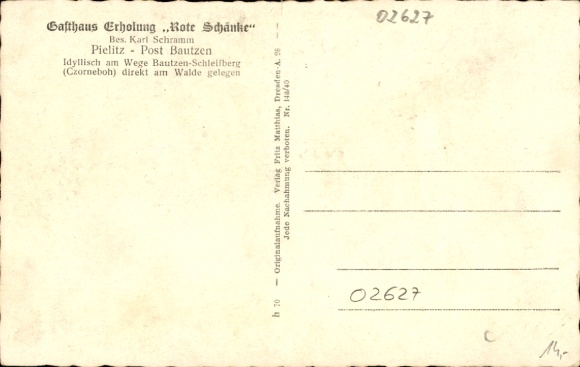 Gasthaus Erholung „Rote Schänke“
Bes. Karl Schramm
Pielitz - Post Bautzen
Idyllisch am Wege Bautzen-Schleifberg
(Czorneboh) direkt am Walde gelegen
h 70 — Originalaufnahme. Verlag Fritz Matthias, Dresden-A. 28 —
Jede Nachahmung verboten. Nr. 140/40
02627
02627
14,-